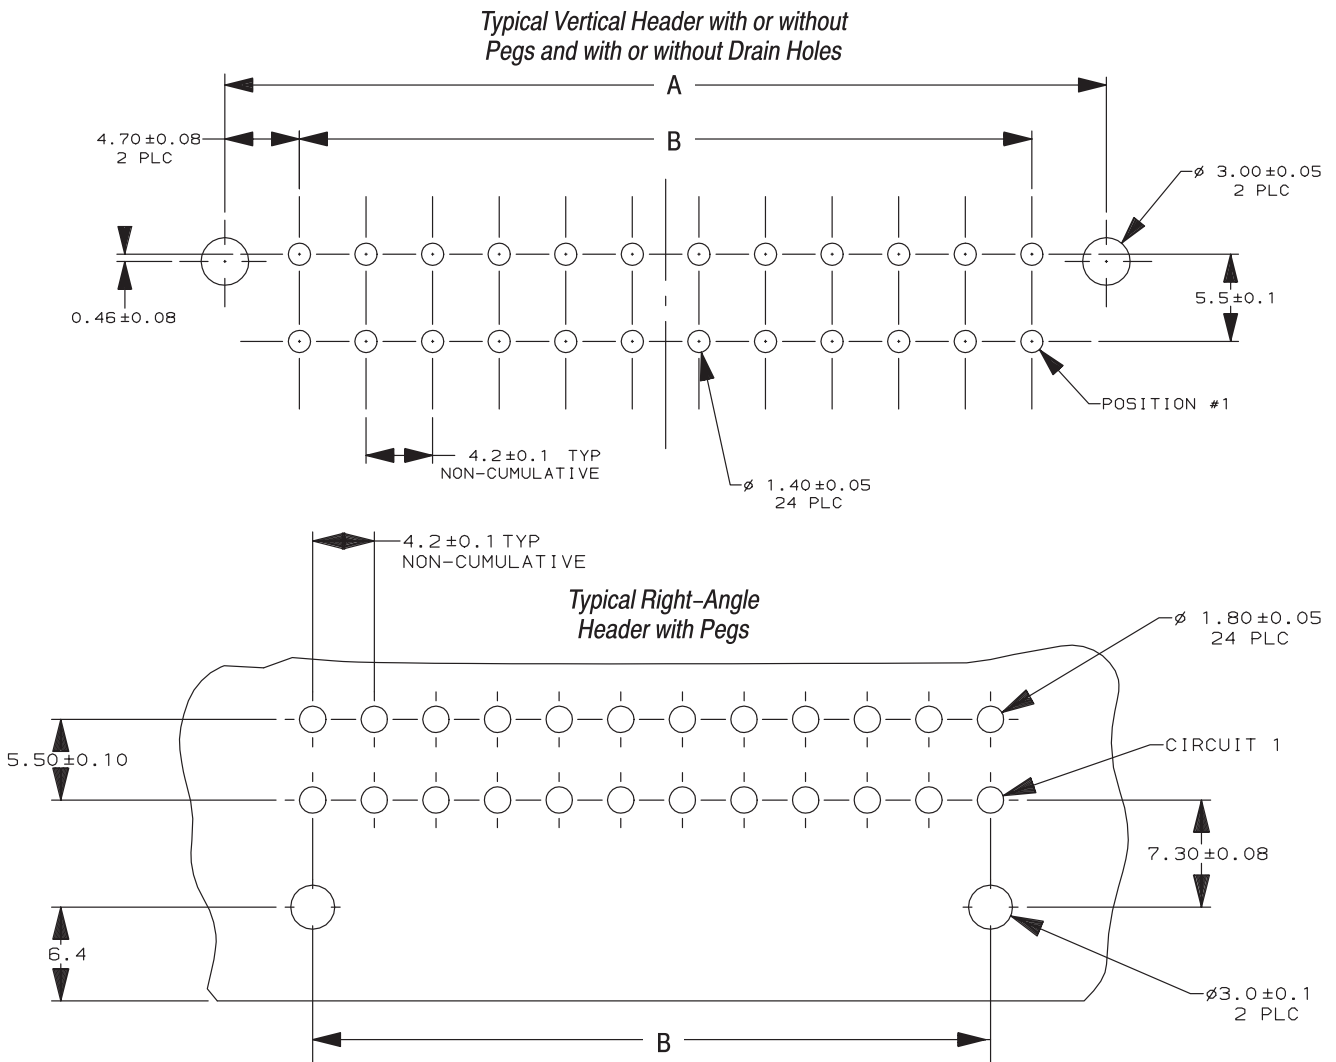 Typical Vertical Header with or without
Pegs and with or without Drain Holes
A
4.70±0.08
2 PLC
B
ø 3.00±0.05
2 PLC
0.46±0.08
5.5±0.1
POSITION #1
4.2±0.1 TYP
NON-CUMULATIVE
ø 1.40±0.05
24 PLC
4.2±0.1 TYP
NON-CUMULATIVE
Typical Right–Angle
Header with Pegs
ø 1.80±0.05
24 PLC
5.50±0.10
CIRCUIT 1
7.30±0.08
6.4
ø3.0±0.1
2 PLC
B